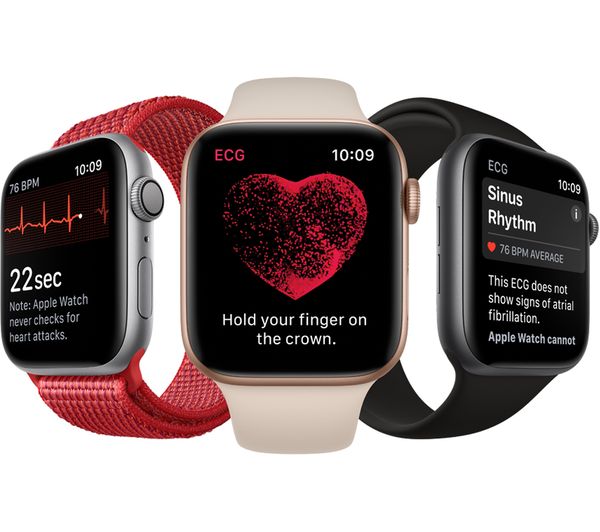 76 BPM 10:09
22sec
Note: Apple Watch
never checks for
heart attacks.
ECG 10:09
Hold your finger on
the crown.
ECG
10:09
Sinus
Rhythm
i
76 BPM AVERAGE
This ECG does not
show signs of atrial
fibrillation.
Apple Watch cannot